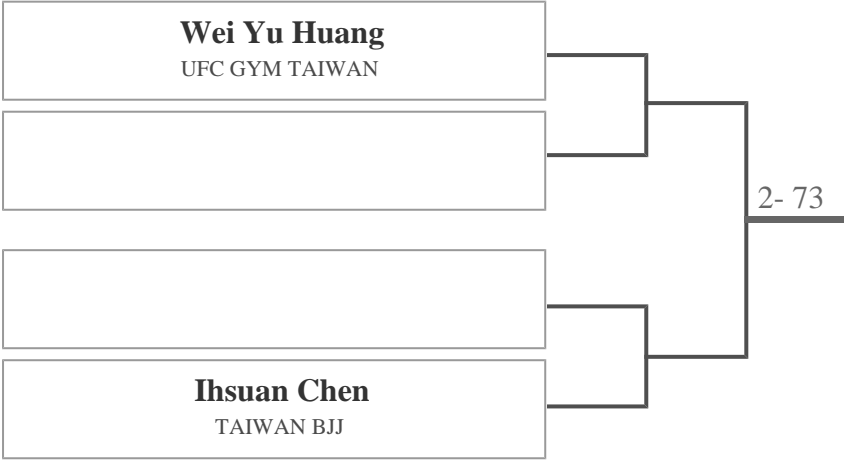 Wei Yu Huang
UFC GYM TAIWAN
2- 73
Ihsuan Chen
TAIWAN BJJ